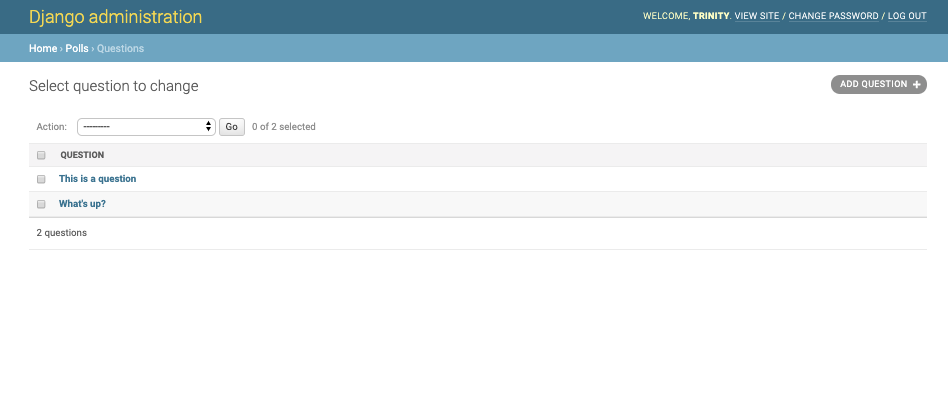 Django administration
WELCOME, TRINITY. VIEW SITE / CHANGE PASSWORD / LOG OUT
Home › Polls › Questions
Select question to change
ADD QUESTION +
Action: --------- Go 0 of 2 selected
QUESTION
This is a question
What's up?
2 questions